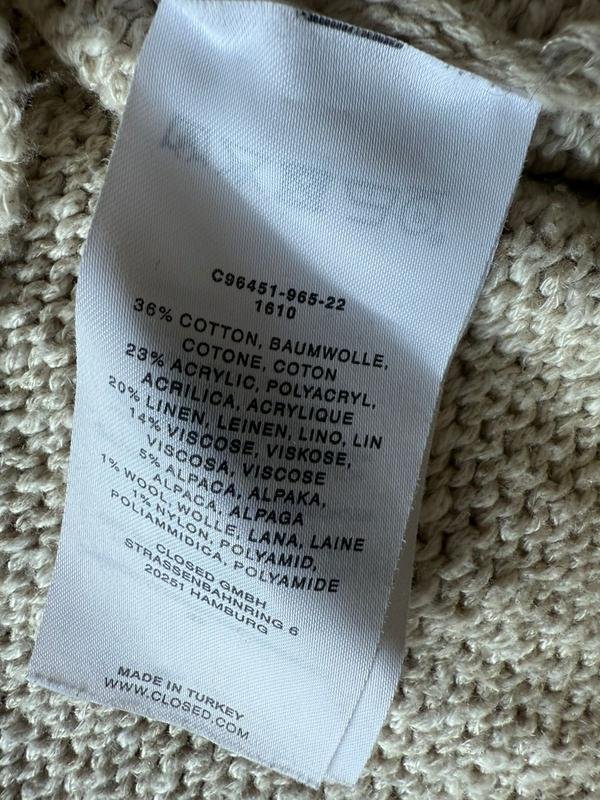 C96451-965-22
1610
36% COTTON, BAUMWOLLE,
COTONE, COTON
23% ACRYLIC, POLYACRYL,
ACRILICA, ACRYLIQUE
20% LINEN, LEINEN, LINO, LIN
14% VISCOSE, VISKOSE,
VISCOSA, VISCOSE
5% ALPACA, ALPAKA,
ALPACA, ALPAGA
1% WOOL, WOLLE, LANA, LAINE
1% NYLON, POLYAMID,
POLIAMMIDICA, POLYAMIDE
CLOSED GMBH
STRASSENBAHNRING 6
20251 HAMBURG
MADE IN TURKEY
WWW.CLOSED.COM